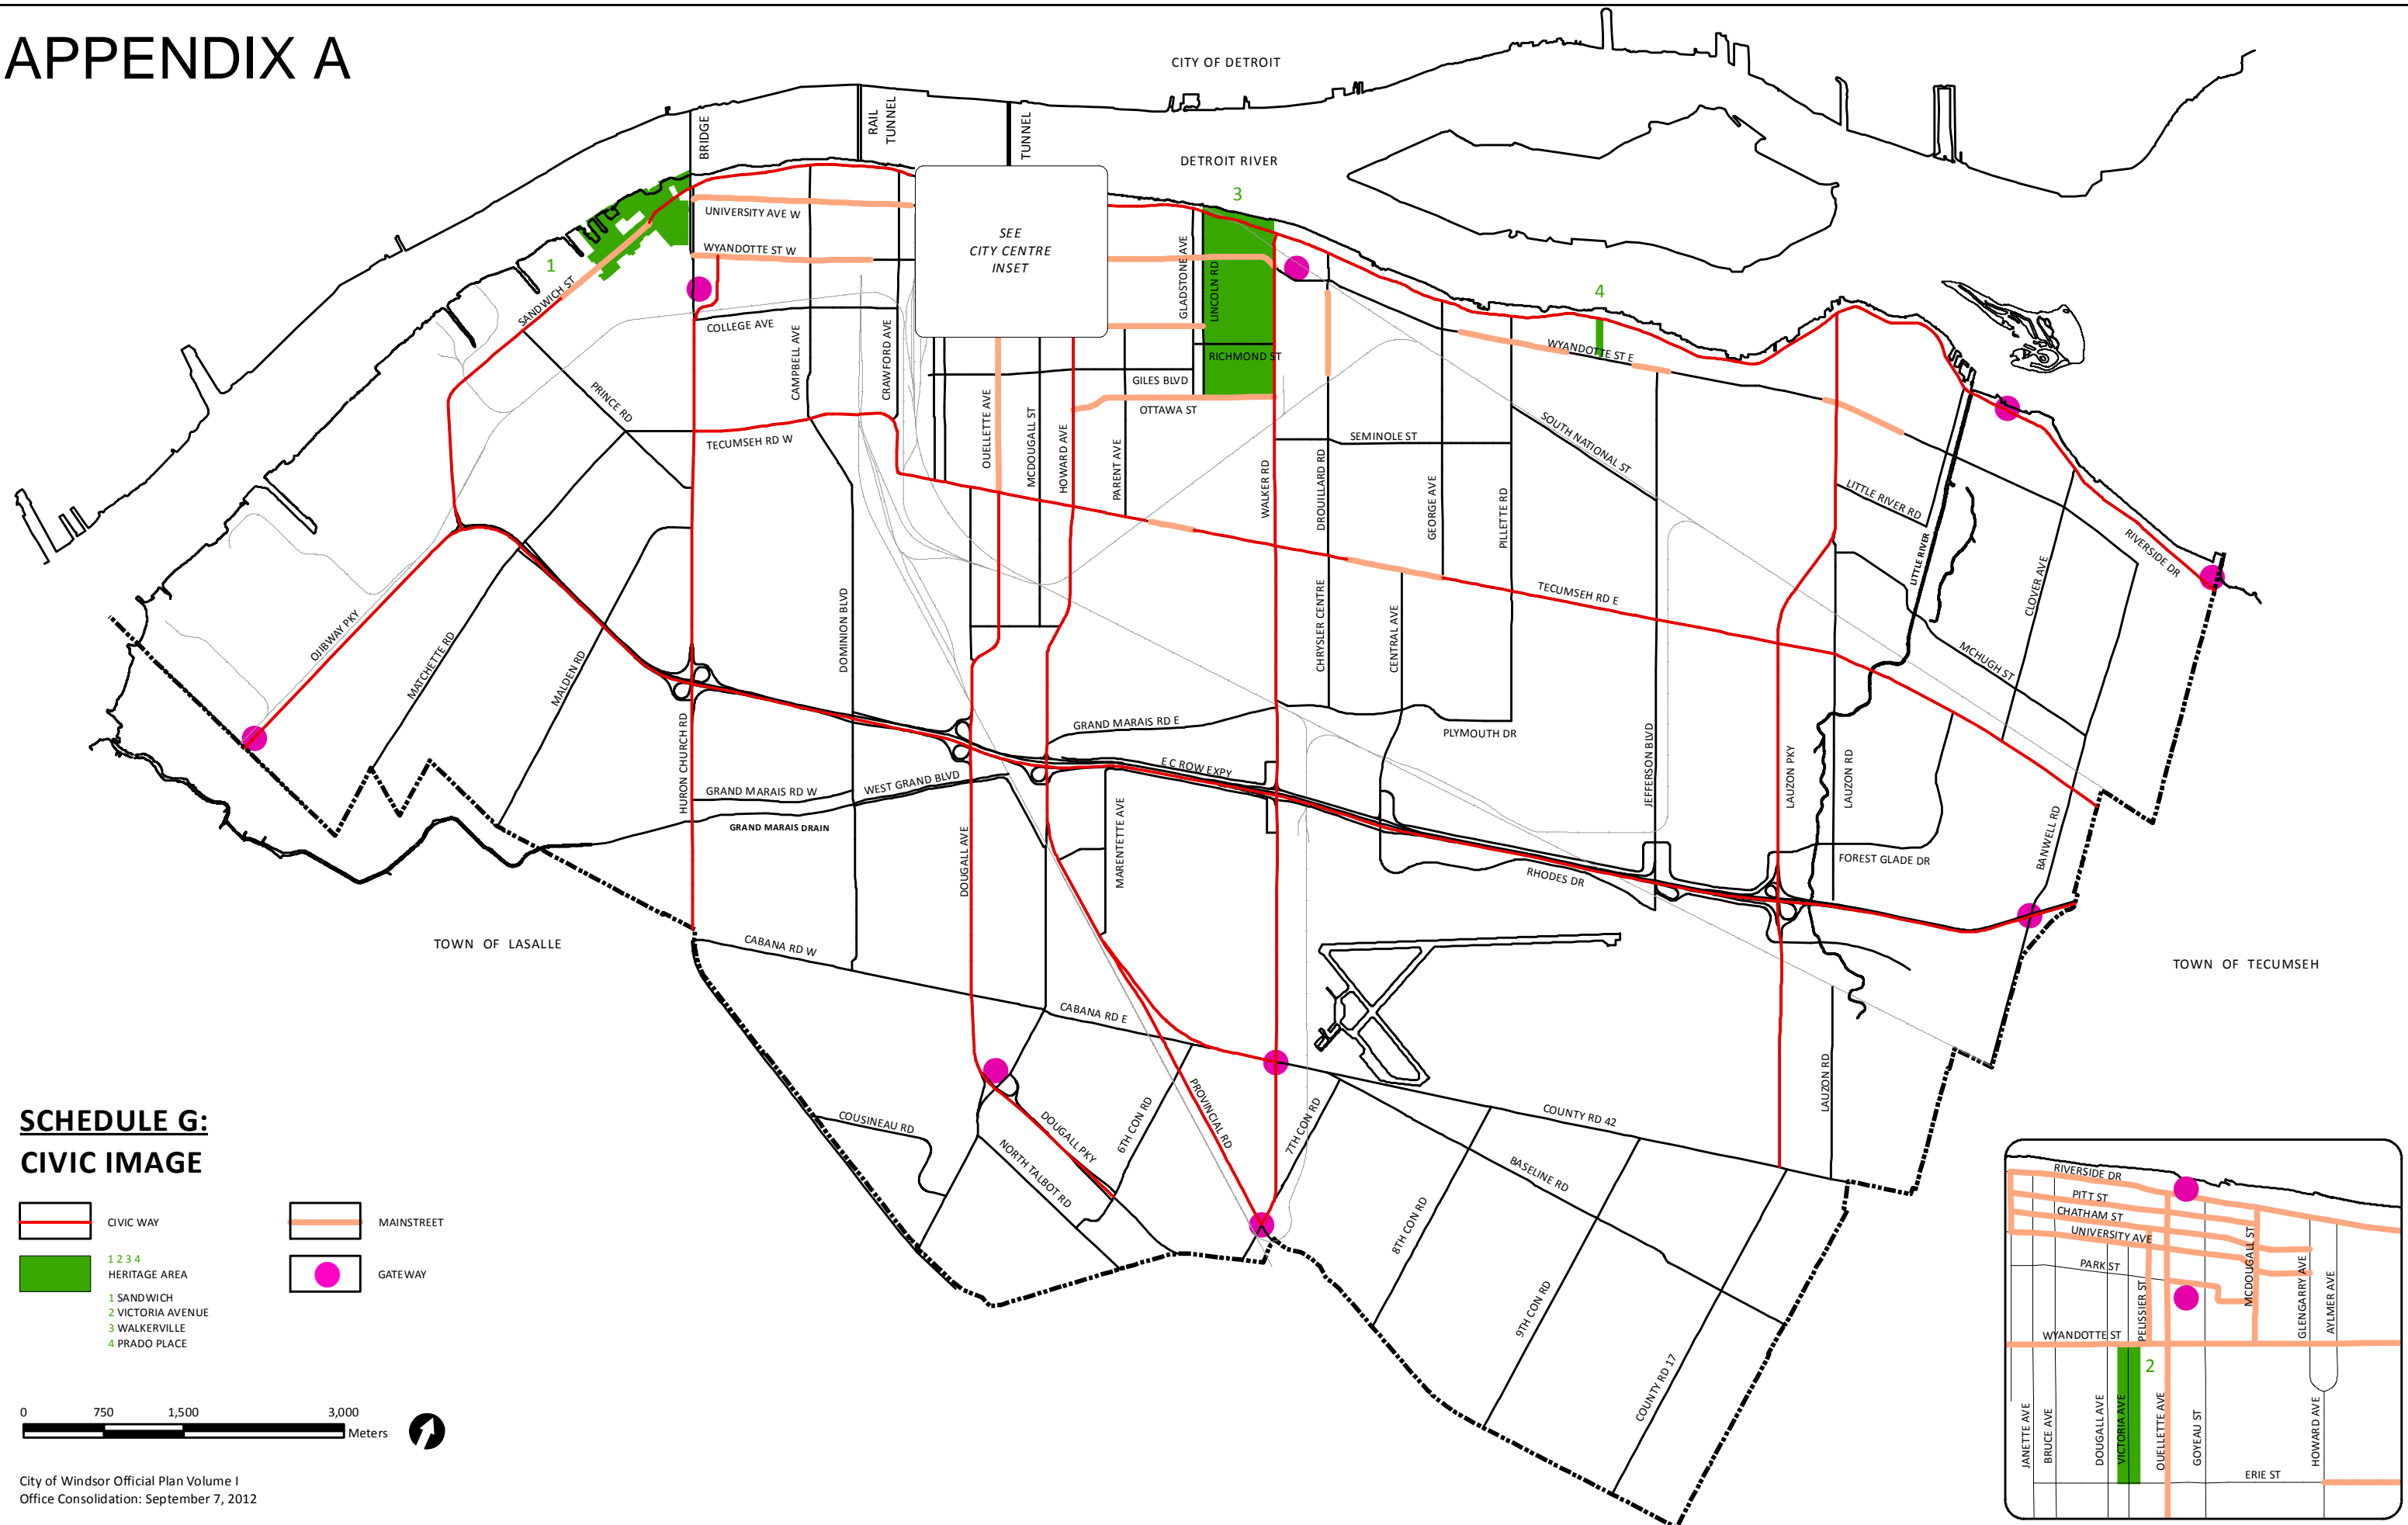 APPENDIX A
CITY OF DETROIT
BRIDGE
RAIL
TUNNEL
TUNNEL
DETROIT RIVER
3
UNIVERSITY AVE W
SEE
CITY CENTRE
INSET
WYANDOTTE ST W
GLADSTONE AVE
LINCOLN RD
1
4
SANDWICH ST
COLLEGE AVE
CAMPBELL AVE
CRAWFORD AVE
RICHMOND ST
WYANDOTTE ST E
GILES BLVD
PRINCE RD
OUELLETTE AVE
MCDOUGALL ST
HOWARD AVE
PARENT AVE
OTTAWA ST
TECUMSEH RD W
WALKER RD
DROUILLARD RD
SEMINOLE ST
GEORGE AVE
PILLETTE RD
SOUTH NATIONAL ST
LITTLE RIVER RD
LITTLE RIVER
RIVERSIDE DR
CLOVER AVE
OJIBWAY PKY
MATCHETTE RD
MALDEN RD
DOMINION BLVD
CHRYSLER CENTRE
CENTRAL AVE
TECUMSEH RD E
MCHUGH ST
HURON CHURCH RD
GRAND MARAIS RD E
PLYMOUTH DR
JEFFERSON BLVD
LAUZON PKY
LAUZON RD
E C ROW EXPY
GRAND MARAIS RD W
WEST GRAND BLVD
GRAND MARAIS DRAIN
DOUGALL AVE
MARENTETTE AVE
RHODES DR
FOREST GLADE DR
BANWELL RD
TOWN OF LASALLE
CABANA RD W
TOWN OF TECUMSEH
CABANA RD E
LAUZON RD
PROVINCIAL RD
COUSINEAU RD
DOUGALL PKY
NORTH TALBOT RD
6TH CON RD
7TH CON RD
COUNTY RD 42
BASELINE RD
8TH CON RD
9TH CON RD
COUNTY RD 17
SCHEDULE G:
CIVIC IMAGE
CIVIC WAY
MAINSTREET
1 2 3 4
HERITAGE AREA
GATEWAY
1 SANDWICH
2 VICTORIA AVENUE
3 WALKERVILLE
4 PRADO PLACE
0 750 1,500 3,000
Meters
City of Windsor Official Plan Volume I
Office Consolidation: September 7, 2012
RIVERSIDE DR
PITT ST
CHATHAM ST
UNIVERSITY AVE
PARK ST
PELISSIER ST
MCDOUGALL ST
GLENGARRY AVE
AYLMER AVE
WYANDOTTE ST
2
JANETTE AVE
BRUCE AVE
DOUGALL AVE
VICTORIA AVE
OUELLETTE AVE
GOYEAU ST
HOWARD AVE
ERIE ST